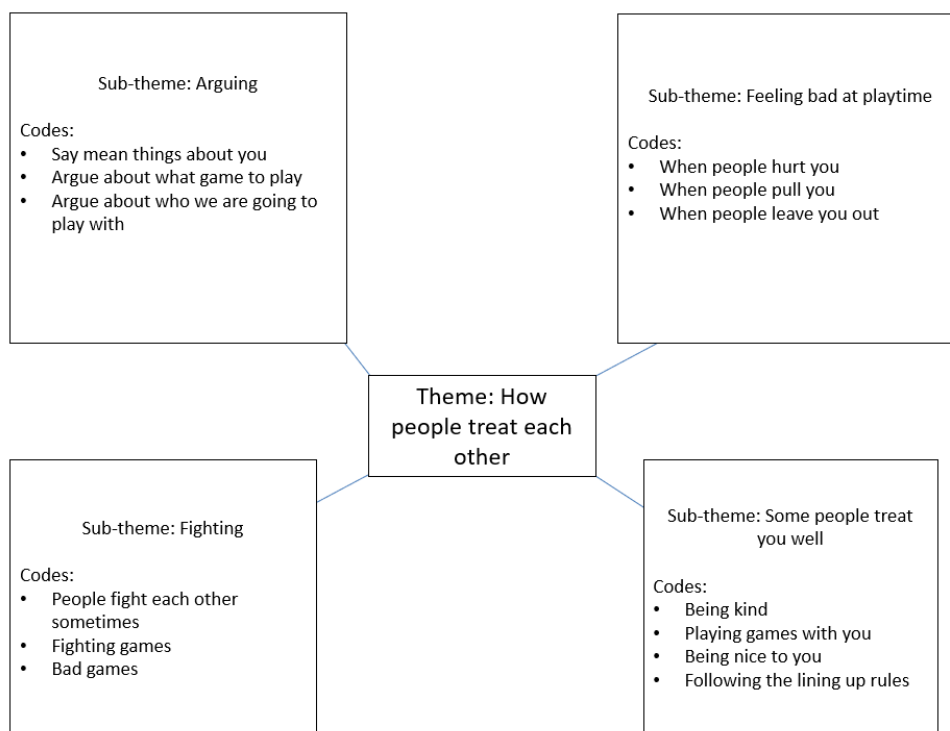 Sub-theme: Arguing
Codes:
• Say mean things about you
• Argue about what game to play
• Argue about who we are going to
play with
Sub-theme: Feeling bad at playtime
Codes:
• When people hurt you
• When people pull you
• When people leave you out
Theme: How
people treat each
other
Sub-theme: Fighting
Codes:
• People fight each other
sometimes
• Fighting games
• Bad games
Sub-theme: Some people treat
you well
Codes:
• Being kind
• Playing games with you
• Being nice to you
• Following the lining up rules